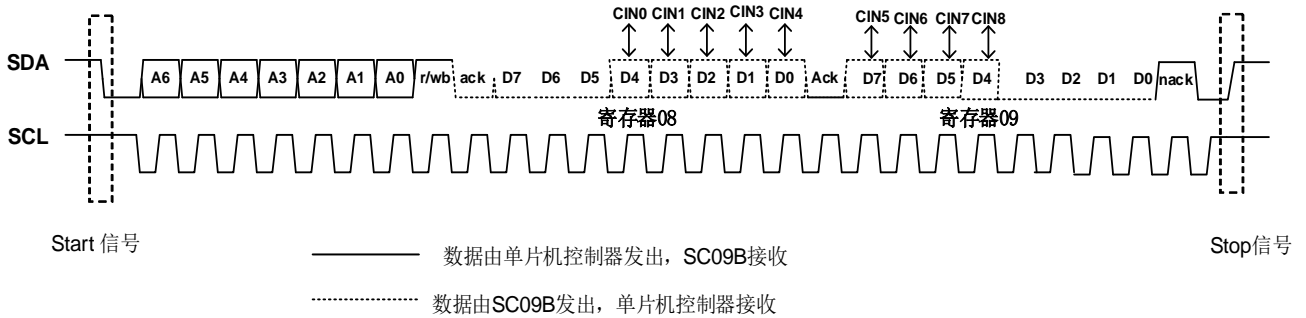 CIN0 CIN1 CIN2 CIN3 CIN4 CIN5 CIN6 CIN7 CIN8
SDA A6 A5 A4 A3 A2 A1 A0 r/wb ack D7 D6 D5 D4 D3 D2 D1 D0 Ack D7 D6 D5 D4 D3 D2 D1 D0 nack
寄存器08 寄存器09
SCL
Start 信号 Stop信号
数据由单片机控制器发出，SC09B接收
数据由SC09B发出，单片机控制器接收